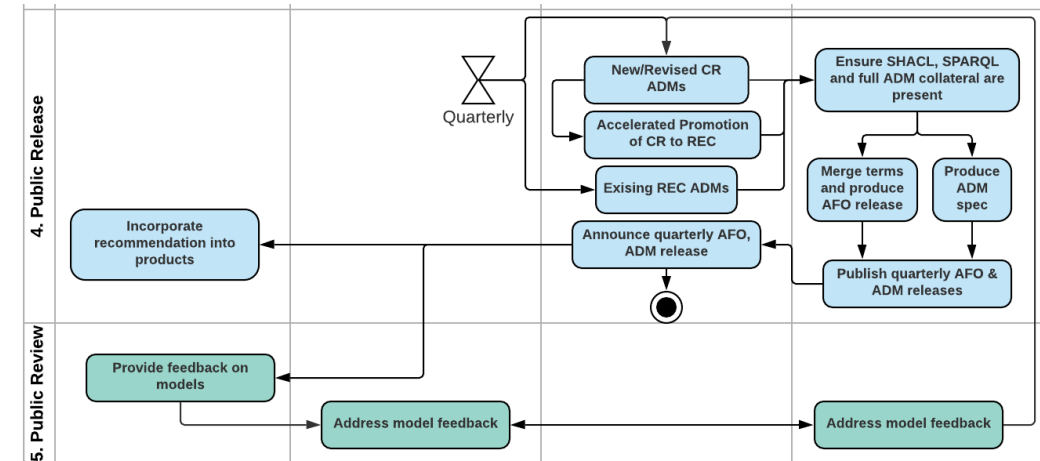 4. Public Release
Quarterly
New/Revised CR
ADMs
Accelerated Promotion
of CR to REC
Exising REC ADMs
Ensure SHACL, SPARQL
and full ADM collateral are
present
Merge terms
and produce
AFO release
Produce
ADM
spec
Incorporate
recommendation into
products
Announce quarterly AFO,
ADM release
Publish quarterly AFO &
ADM releases
5. Public Review
Provide feedback on
models
Address model feedback
Address model feedback